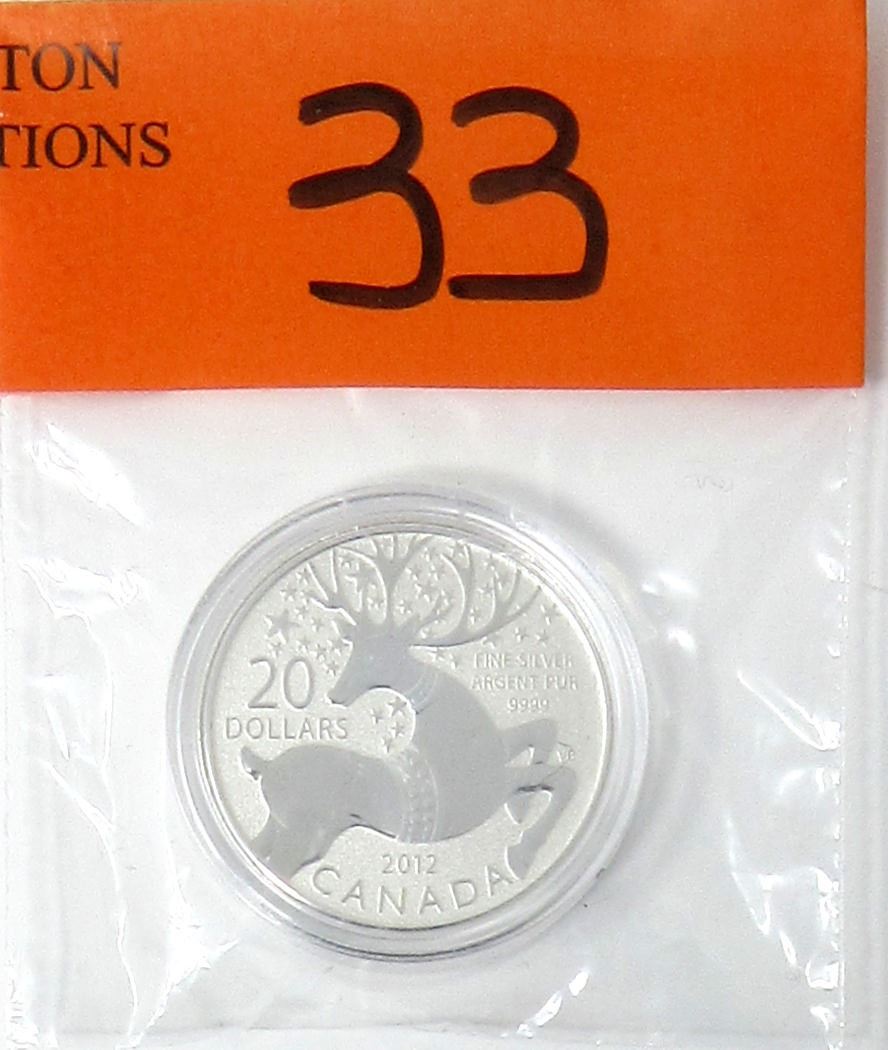 TON
TIONS
33
20
DOLLARS
FINE SILVER
ARGENT PUR
9999
2012
CANADA